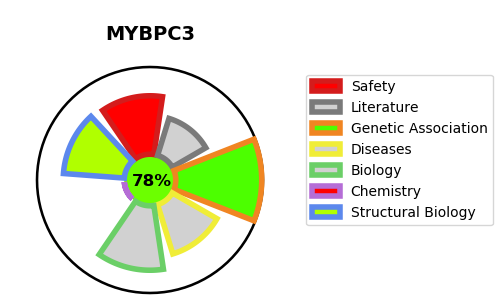 MYBPC3
78%
Safety
Literature
Genetic Association
Diseases
Biology
Chemistry
Structural Biology